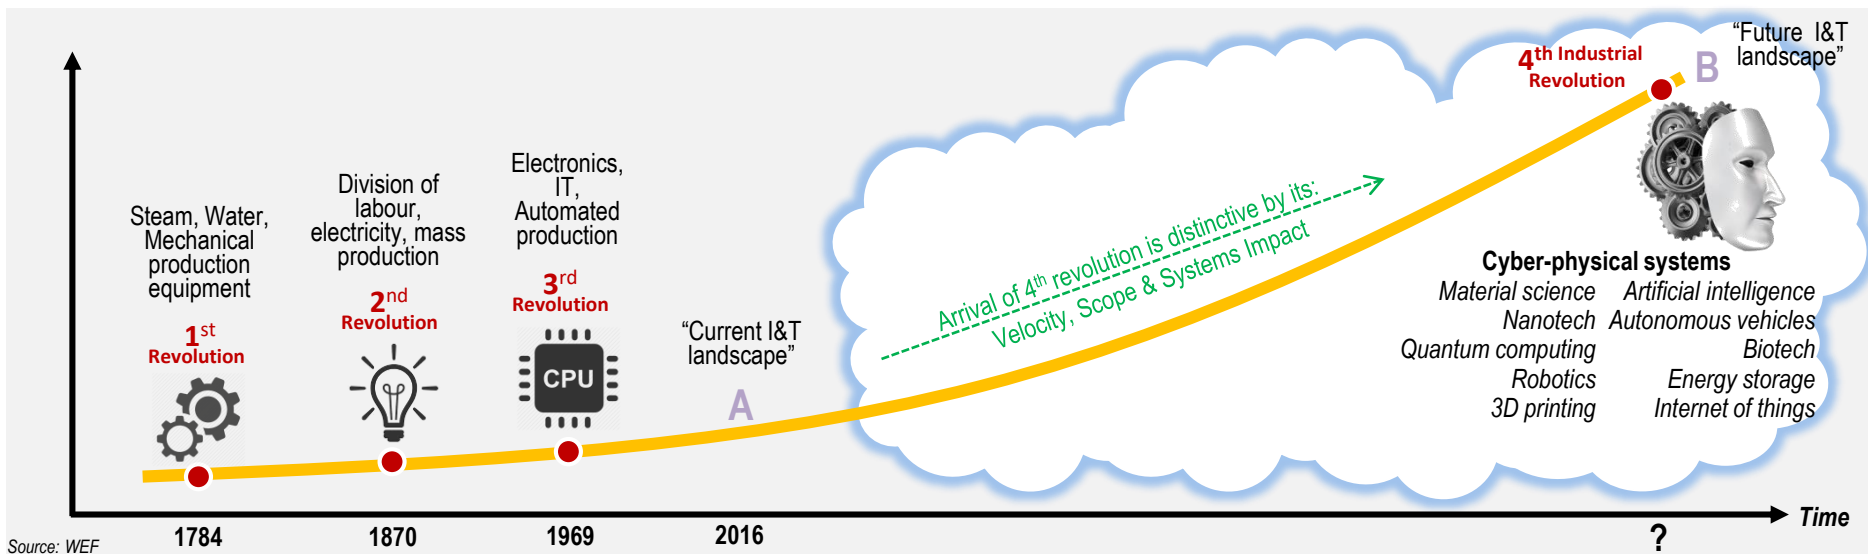 Steam, Water,
Mechanical
production
equipment
1st
Revolution
Division of
labour,
electricity, mass
production
2nd
Revolution
Electronics,
IT,
Automated
production
3rd
Revolution
CPU
“Current I&T
landscape”
A
Arrival of 4th revolution is distinctive by its:
Velocity, Scope & Systems Impact
4th Industrial
Revolution
B
“Future I&T
landscape”
Cyber-physical systems
Material science Artificial intelligence
Nanotech Autonomous vehicles
Quantum computing Biotech
Robotics Energy storage
3D printing Internet of things
Time
1784 1870 1969 2016 ?
Source: WEF